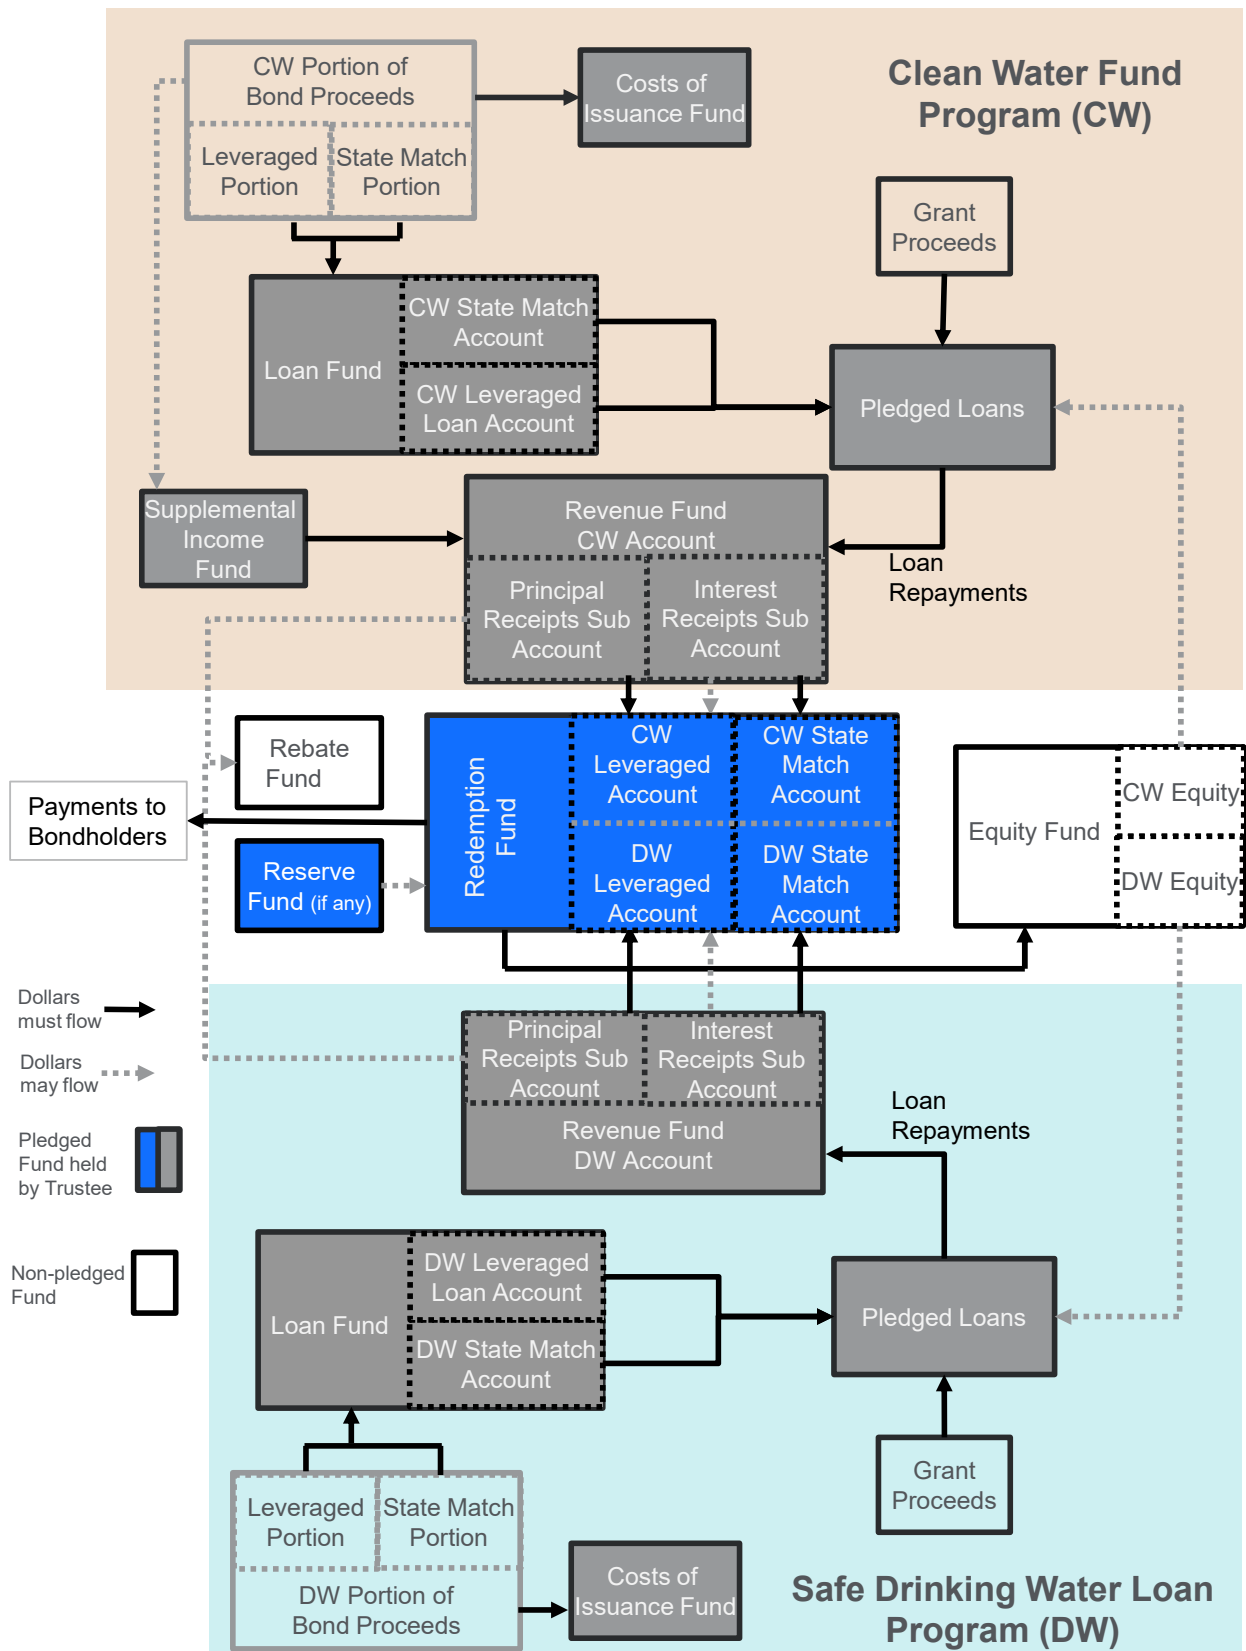 CW Portion of
Bond Proceeds
Leveraged
Portion
State Match
Portion
Costs of
Issuance Fund
Clean Water Fund
Program (CW)
Grant
Proceeds
Loan Fund
CW State Match
Account
CW Leveraged
Loan Account
Pledged Loans
Supplemental
Income
Fund
Revenue Fund
CW Account
Principal
Receipts Sub
Account
Interest
Receipts Sub
Account
Loan
Repayments
Rebate
Fund
Payments to
Bondholders
Reserve
Fund (if any)
Redemption
Fund
CW
Leveraged
Account
CW State
Match
Account
DW
Leveraged
Account
DW State
Match
Account
Equity Fund
CW Equity
DW Equity
Dollars
must flow
Dollars
may flow
Pledged
Fund held
by Trustee
Non-pledged
Fund
Principal
Receipts Sub
Account
Interest
Receipts Sub
Account
Revenue Fund
DW Account
Loan
Repayments
Loan Fund
DW Leveraged
Loan Account
DW State Match
Account
Pledged Loans
Grant
Proceeds
Leveraged
Portion
State Match
Portion
DW Portion of
Bond Proceeds
Costs of
Issuance Fund
Safe Drinking Water Loan
Program (DW)